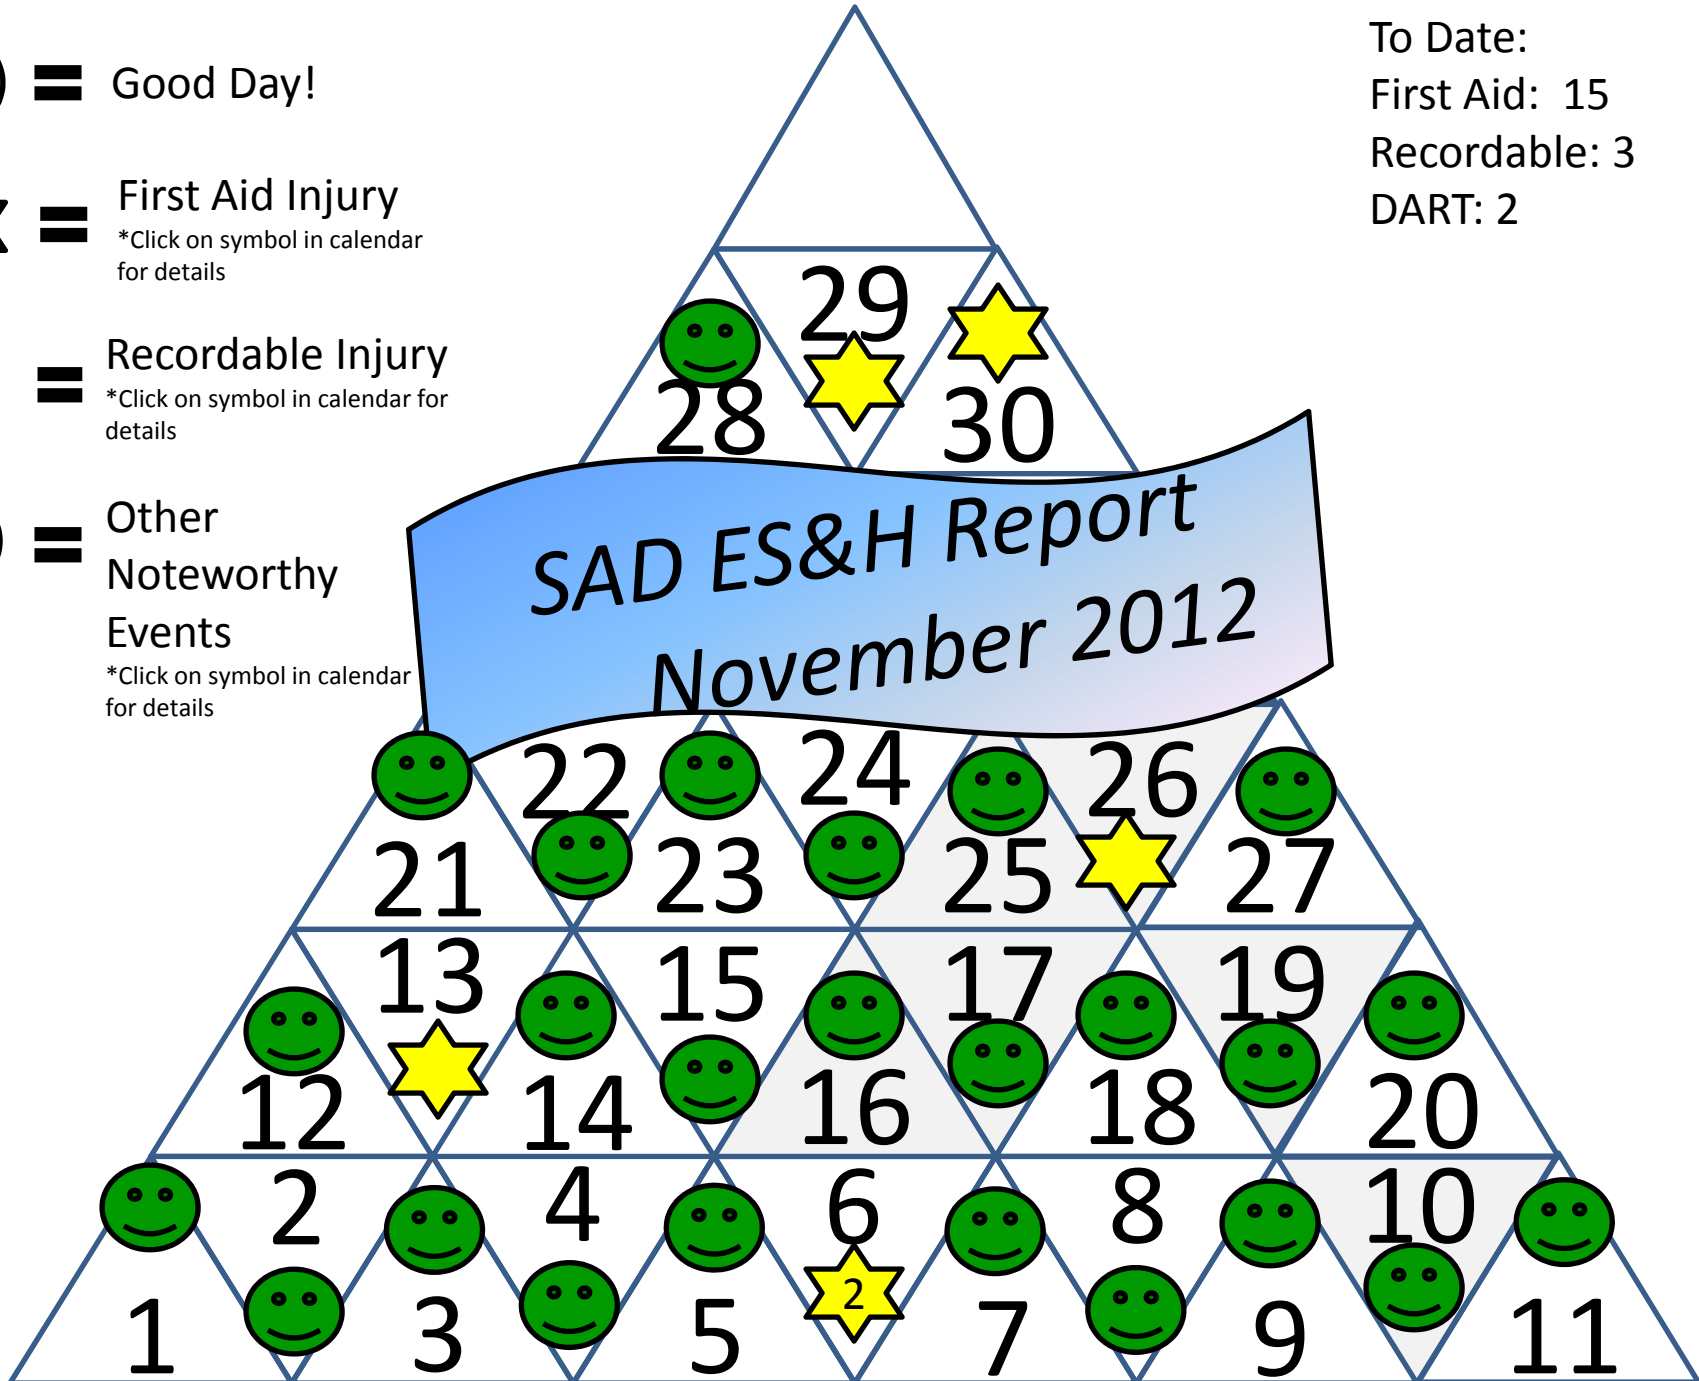 = Good Day!
= First Aid Injury
*Click on symbol in calendar
for details
= Recordable Injury
*Click on symbol in calendar for
details
= Other
Noteworthy
Events
*Click on symbol in calendar
for details
To Date:
First Aid: 15
Recordable: 3
DART: 2
29
28
30
SAD ES&H Report
November 2012
22
24
26
21
23
25
27
13
15
17
19
12
14
16
18
20
2
4
6
8
10
2
1
3
5
7
9
11